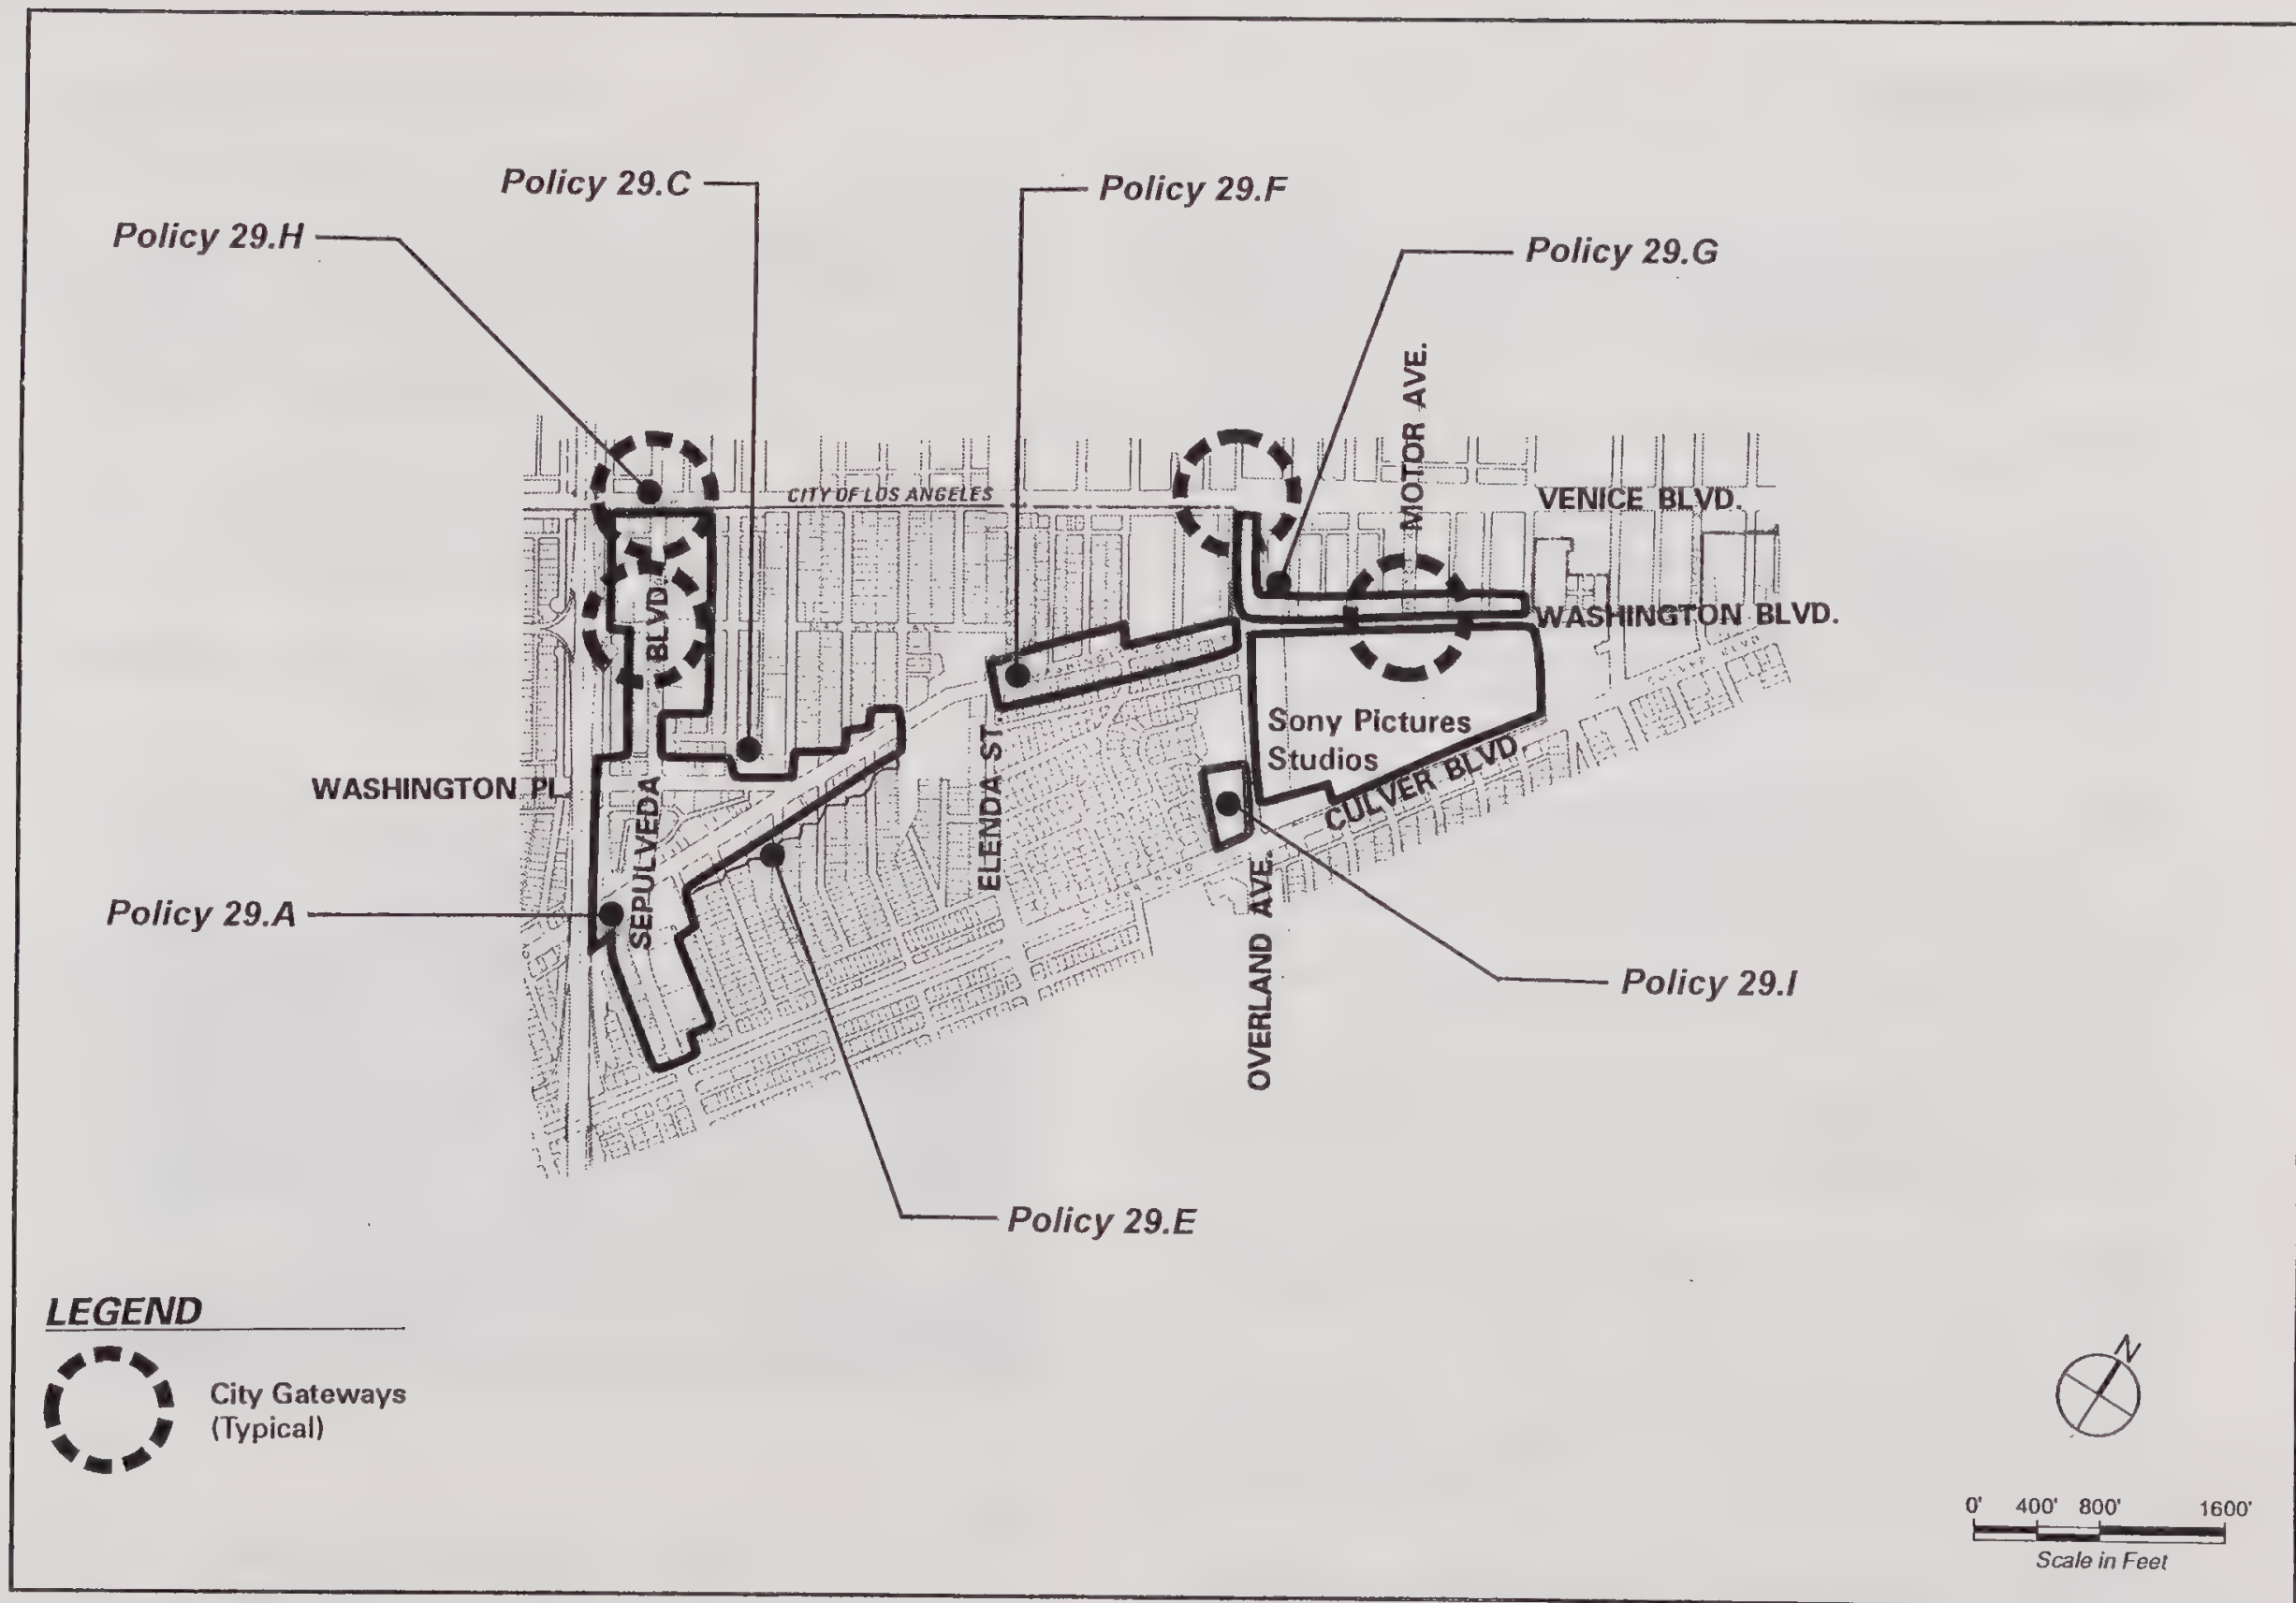 Policy 29.C
Policy 29.F
Policy 29.H
Policy 29.G
MOTOR AVE.
CITY OF LOS ANGELES
VENICE BLVD.
BLVD.
WASHINGTON BLVD.
Sony Pictures
Studios
WASHINGTON PL.
SEPULVEDA
ELENDA ST.
CULVER BLVD.
Policy 29.A
OVERLAND AVE.
Policy 29.I
Policy 29.E
LEGEND
City Gateways
(Typical)
N
0' 400' 800' 1600'
Scale in Feet